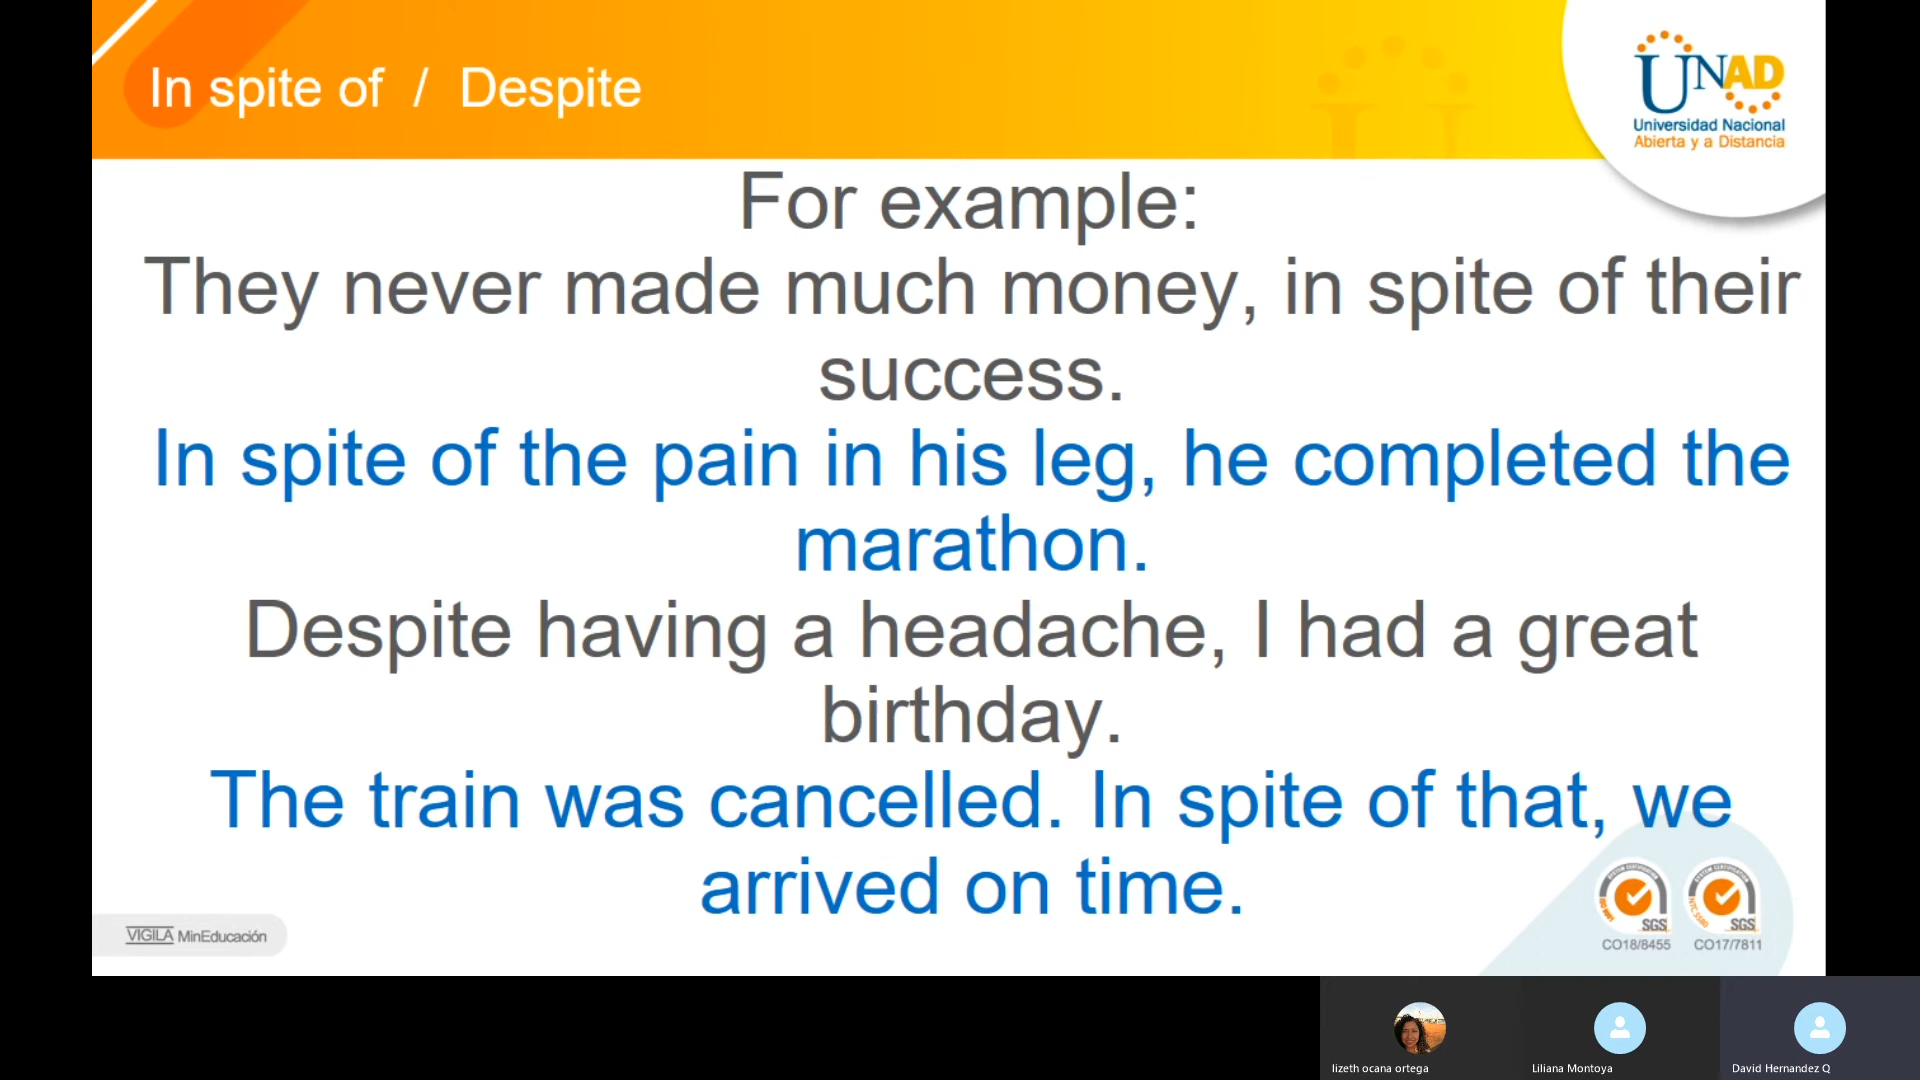 In spite of / Despite
UNAD
Universidad Nacional
Abierta y a Distancia
For example:
They never made much money, in spite of their
success.
In spite of the pain in his leg, he completed the
marathon.
Despite having a headache, I had a great
birthday.
The train was cancelled. In spite of that, we
arrived on time.
VIGILA MinEducación
SGS SGS
CO18/8455 CO17/7811
lizeth ocana ortega
Liliana Montoya
David Hernandez Q